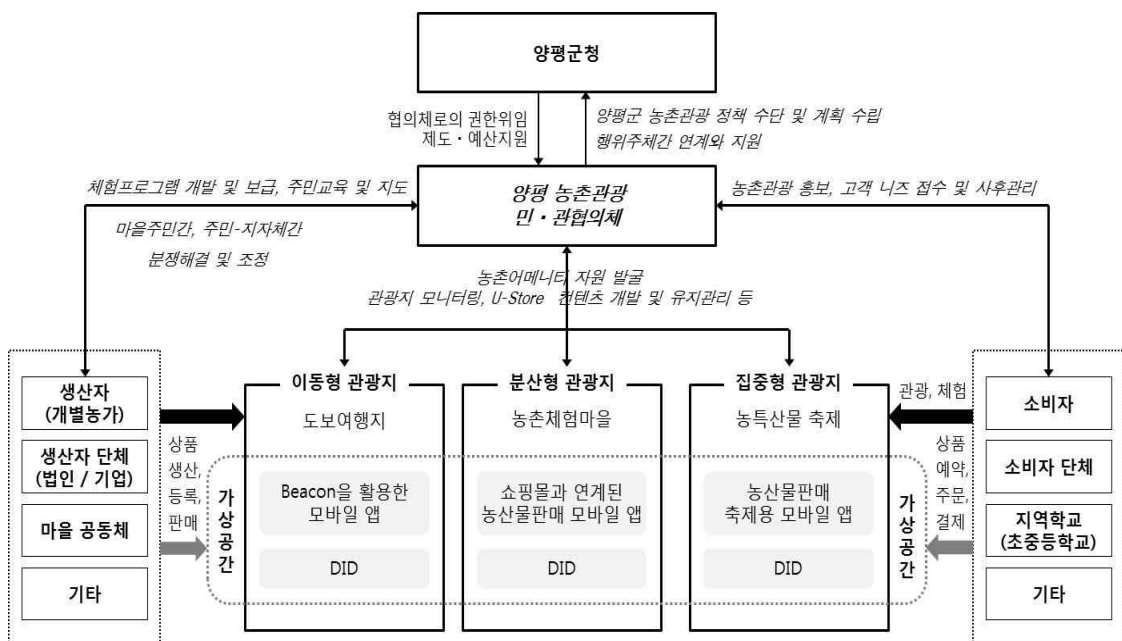 양평군청
협의체로의 권한위임
제도・예산지원
양평군 농촌관광 정책 수단 및 계획 수립
행위주체간 연계와 지원
체험프로그램 개발 및 보급, 주민교육 및 지도
양평 농촌관광
민・관협의체
농촌관광 홍보, 고객 니즈 접수 및 사후관리
마을주민간, 주민-지자체간
분쟁해결 및 조정
농촌어메니티 자원 발굴
관광지 모니터링, U-Store 컨텐츠 개발 및 유지관리 등
생산자
(개별농가)
생산자 단체
(법인 / 기업)
마을 공동체
기타
상품
생산,
등록,
판매
이동형 관광지
도보여행지
분산형 관광지
농촌체험마을
집중형 관광지
농특산물 축제
가상공간
Beacon을 활용한
모바일 앱
DID
쇼핑몰과 연계된
농산물판매 모바일 앱
DID
농산물판매
축제용 모바일 앱
DID
가상공간
관광, 체험
상품
예약,
주문,
결제
소비자
소비자 단체
지역학교
(초중등학교)
기타